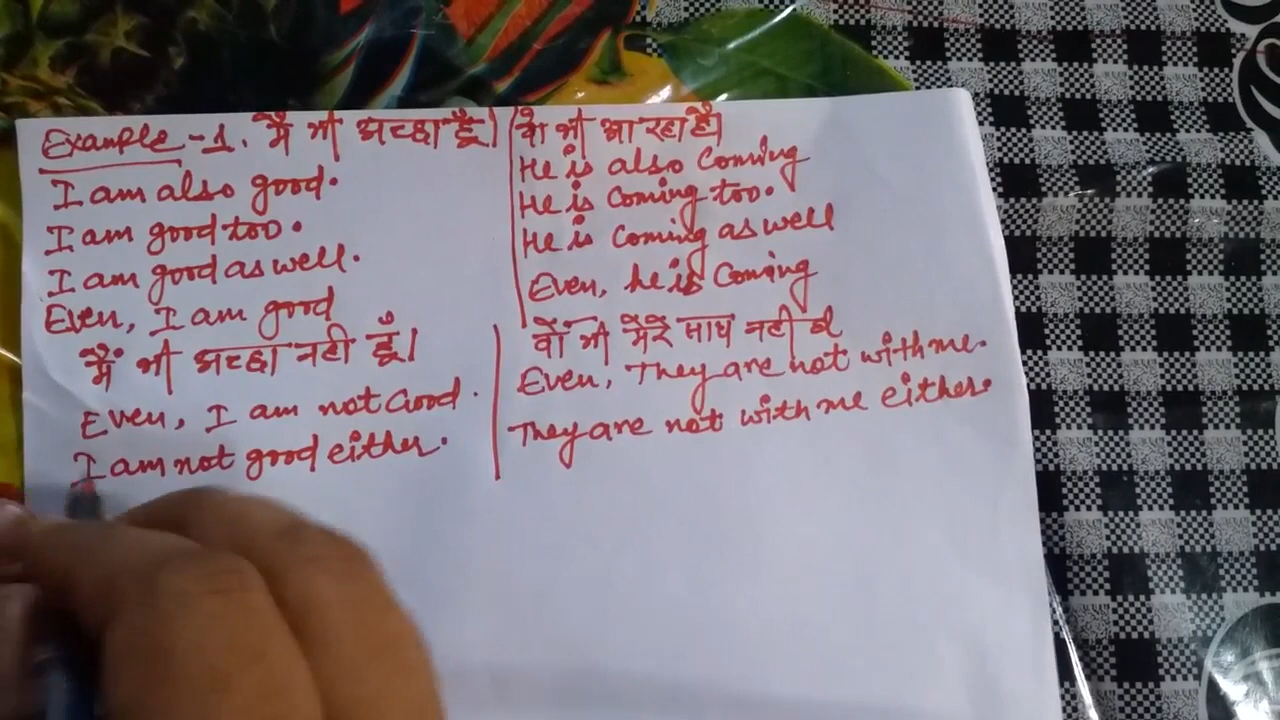 Example -1. मैं भी अच्छा हूँ।
I am also good.
I am good too.
I am good as well.
Even, I am good
मैं भी अच्छा नही हूँ।
Even, I am not Good.
I am not good either.
वो भी आ रहा है।
He is also Coming
He is Coming too.
He is Coming as well
Even, he is Coming
वों भी मेरे साथ नही है
Even, They are not with me.
They are not with me either.